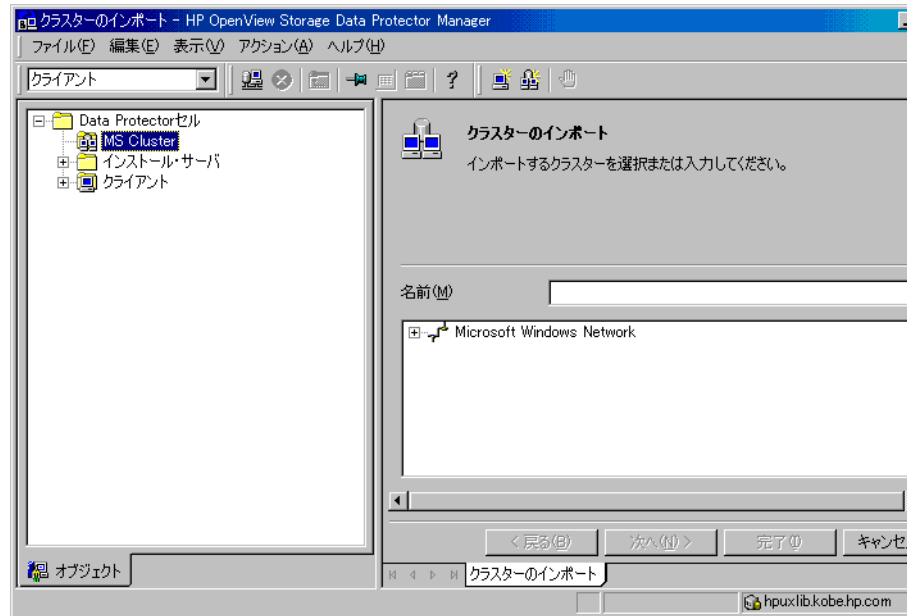 クラスターのインポート - HP OpenView Storage Data Protector Manager
ファイル(F) 編集(E) 表示(V) アクション(A) ヘルプ(H)
クライアント
Data Protectorセル
MS Cluster
インストール・サーバ
クライアント
オブジェクト
クラスターのインポート
インポートするクラスターを選択または入力してください。
名前(M)
Microsoft Windows Network
< 戻る(B) 次へ(N) > 完了(I) キャンセ
クラスターのインポート
hpuxlib.kobe.hp.com